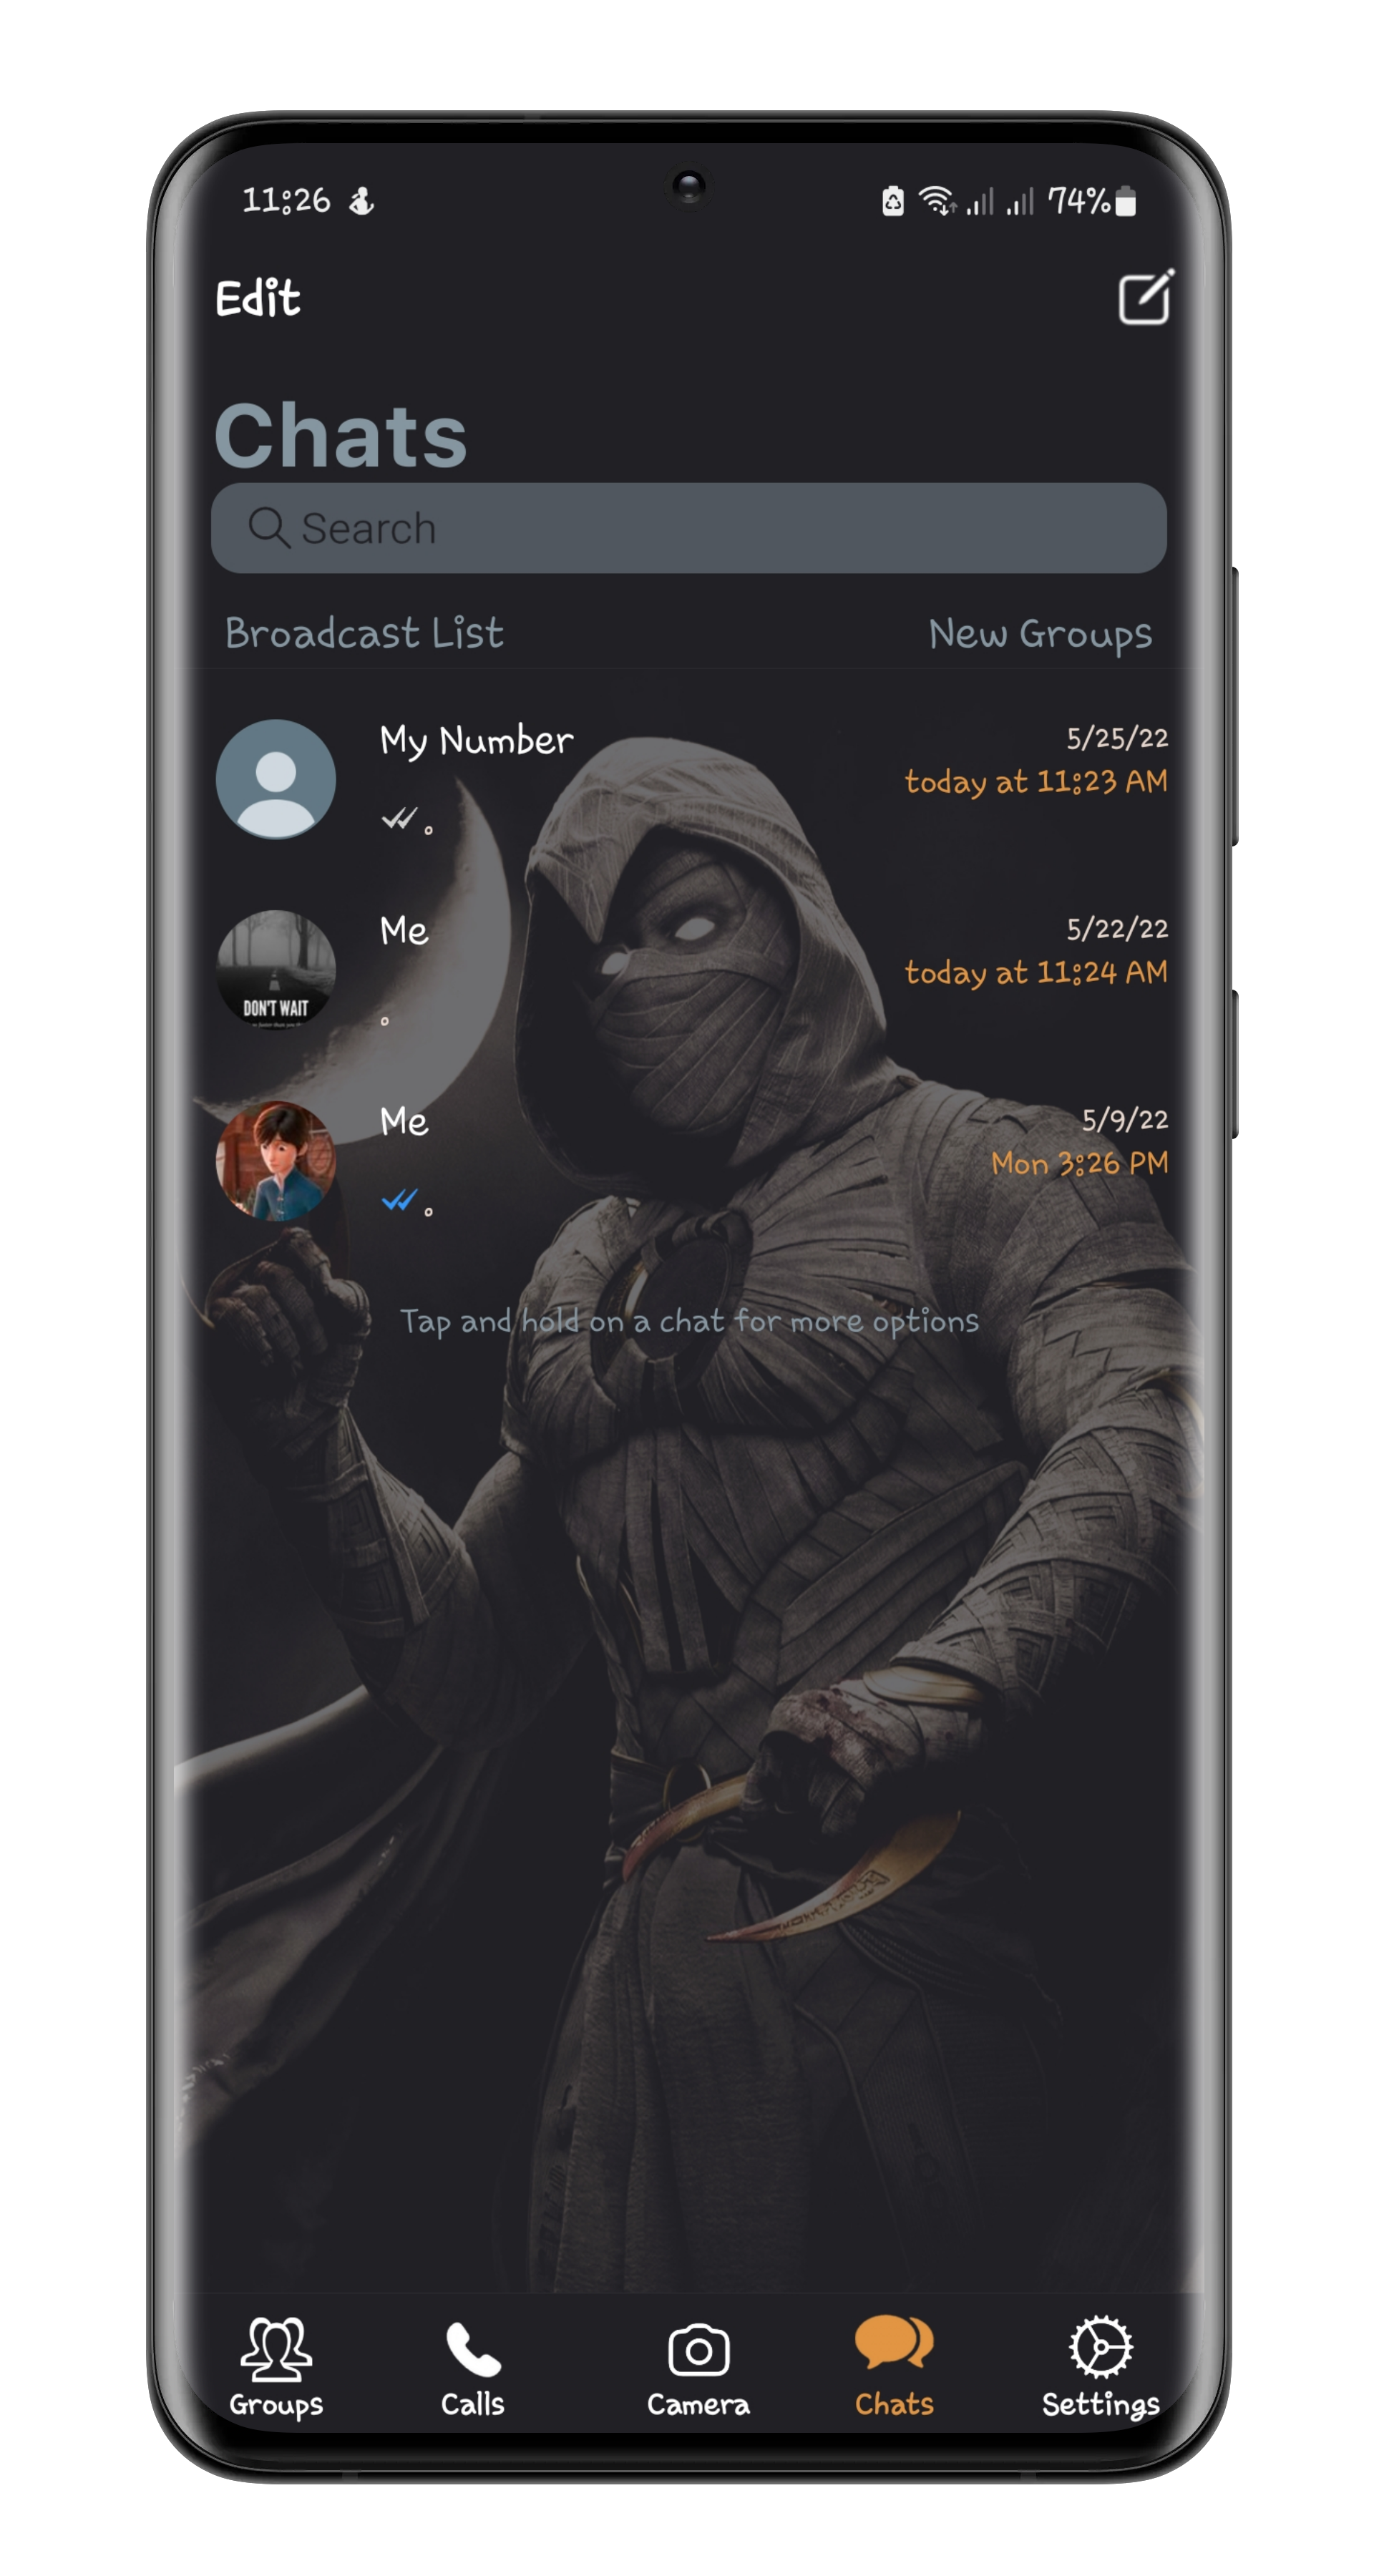 11:26 74%
Edit
Chats
Search
Broadcast List New Groups
My Number 5/25/22
today at 11:23 AM
Me 5/22/22
today at 11:24 AM
DON'T WAIT
Me 5/9/22
Mon 3:26 PM
Tap and hold on a chat for more options
Groups Calls Camera Chats Settings